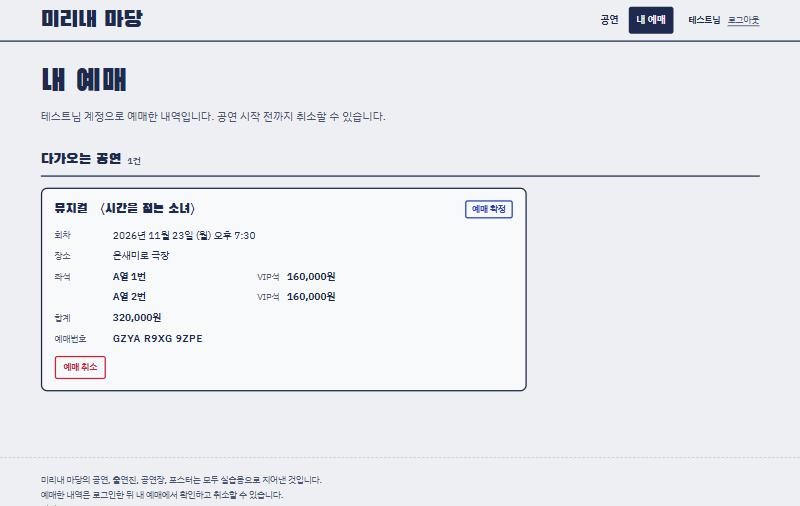 미리내 마당
공연 내 예매 테스트님 로그아웃
내 예매
테스트님 계정으로 예매한 내역입니다. 공연 시작 전까지 취소할 수 있습니다.
다가오는 공연 1건
뮤지컬 〈시간을 접는 소녀〉 예매 확정
회차 2026년 11월 23일 (월) 오후 7:30
장소 온새미로 극장
좌석 A열 1번 VIP석 160,000원
A열 2번 VIP석 160,000원
합계 320,000원
예매번호 GZYA R9XG 9ZPE
예매 취소
미리내 마당의 공연, 출연진, 공연장, 포스터는 모두 실습용으로 지어낸 것입니다.
예매한 내역은 로그인한 뒤 내 예매에서 확인하고 취소할 수 있습니다.